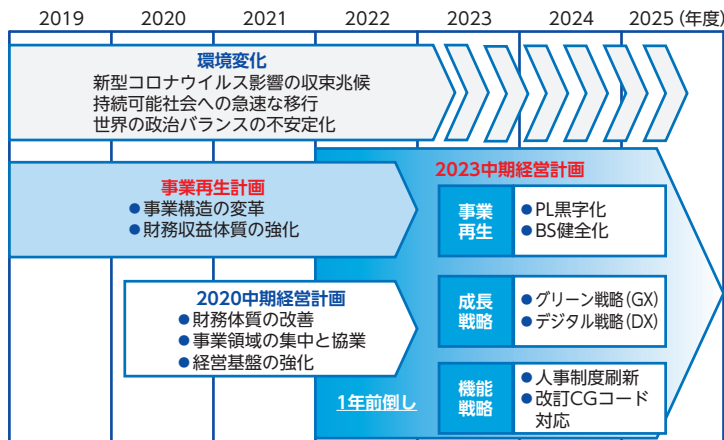 2019 2020 2021 2022 2023 2024 2025 (年度)
環境変化
新型コロナウイルス影響の収束兆候
持続可能社会への急速な移行
世界の政治バランスの不安定化
事業再生計画
●事業構造の変革
●財務収益体質の強化
2020中期経営計画
●財務体質の改善
●事業領域の集中と協業
●経営基盤の強化
2023中期経営計画
事業
再生
●PL黒字化
●BS健全化
成長
戦略
●グリーン戦略(GX)
●デジタル戦略(DX)
1年前倒し
機能
戦略
●人事制度刷新
●改訂CGコード
対応